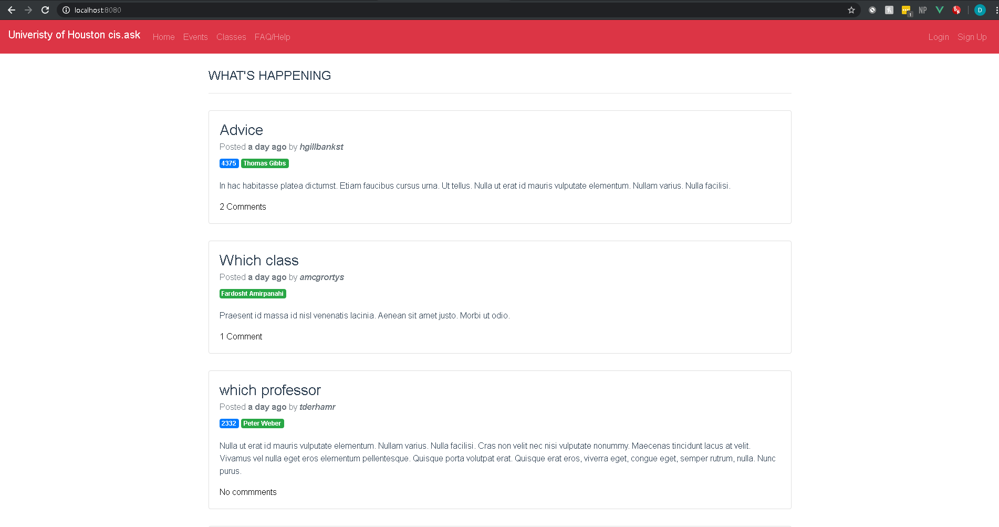 localhost:8080
1
NP
D
Univeristy of Houston cis.ask Home Events Classes FAQ/Help Login Sign Up
WHAT'S HAPPENING
Advice
Posted a day ago by hgillbankst
4375 Thomas Gibbs
In hac habitasse platea dictumst. Etiam faucibus cursus urna. Ut tellus. Nulla ut erat id mauris vulputate elementum. Nullam varius. Nulla facilisi.
2 Comments
Which class
Posted a day ago by amcgrortys
Fardosht Amirpanahi
Praesent id massa id nisl venenatis lacinia. Aenean sit amet justo. Morbi ut odio.
1 Comment
which professor
Posted a day ago by tderhamr
2332 Peter Weber
Nulla ut erat id mauris vulputate elementum. Nullam varius. Nulla facilisi. Cras non velit nec nisi vulputate nonummy. Maecenas tincidunt lacus at velit.
Vivamus vel nulla eget eros elementum pellentesque. Quisque porta volutpat erat. Quisque erat eros, viverra eget, congue eget, semper rutrum, nulla. Nunc
purus.
No commments